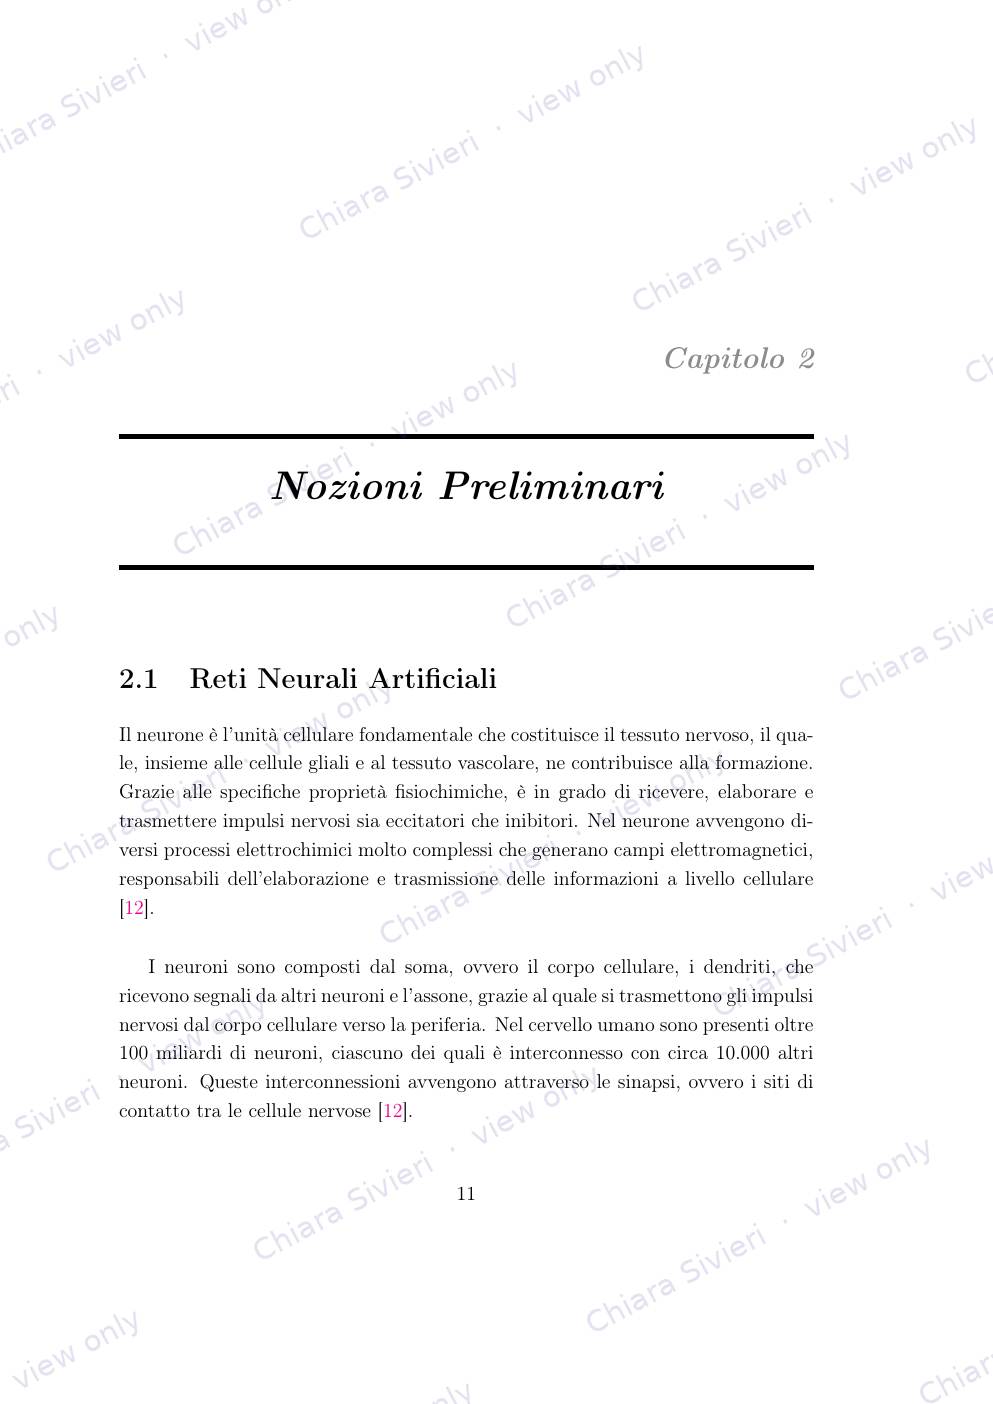 Capitolo 2
Nozioni Preliminari
2.1 Reti Neurali Artificiali
Il neurone è l'unità cellulare fondamentale che costituisce il tessuto nervoso, il qua-
le, insieme alle cellule gliali e al tessuto vascolare, ne contribuisce alla formazione.
Grazie alle specifiche proprietà fisiochimiche, è in grado di ricevere, elaborare e
trasmettere impulsi nervosi sia eccitatori che inibitori. Nel neurone avvengono di-
versi processi elettrochimici molto complessi che generano campi elettromagnetici,
responsabili dell'elaborazione e trasmissione delle informazioni a livello cellulare
[12].
I neuroni sono composti dal soma, ovvero il corpo cellulare, i dendriti, che
ricevono segnali da altri neuroni e l'assone, grazie al quale si trasmettono gli impulsi
nervosi dal corpo cellulare verso la periferia. Nel cervello umano sono presenti oltre
100 miliardi di neuroni, ciascuno dei quali è interconnesso con circa 10.000 altri
neuroni. Queste interconnessioni avvengono attraverso le sinapsi, ovvero i siti di
contatto tra le cellule nervose [12].
11
Chiara Sivieri · view only